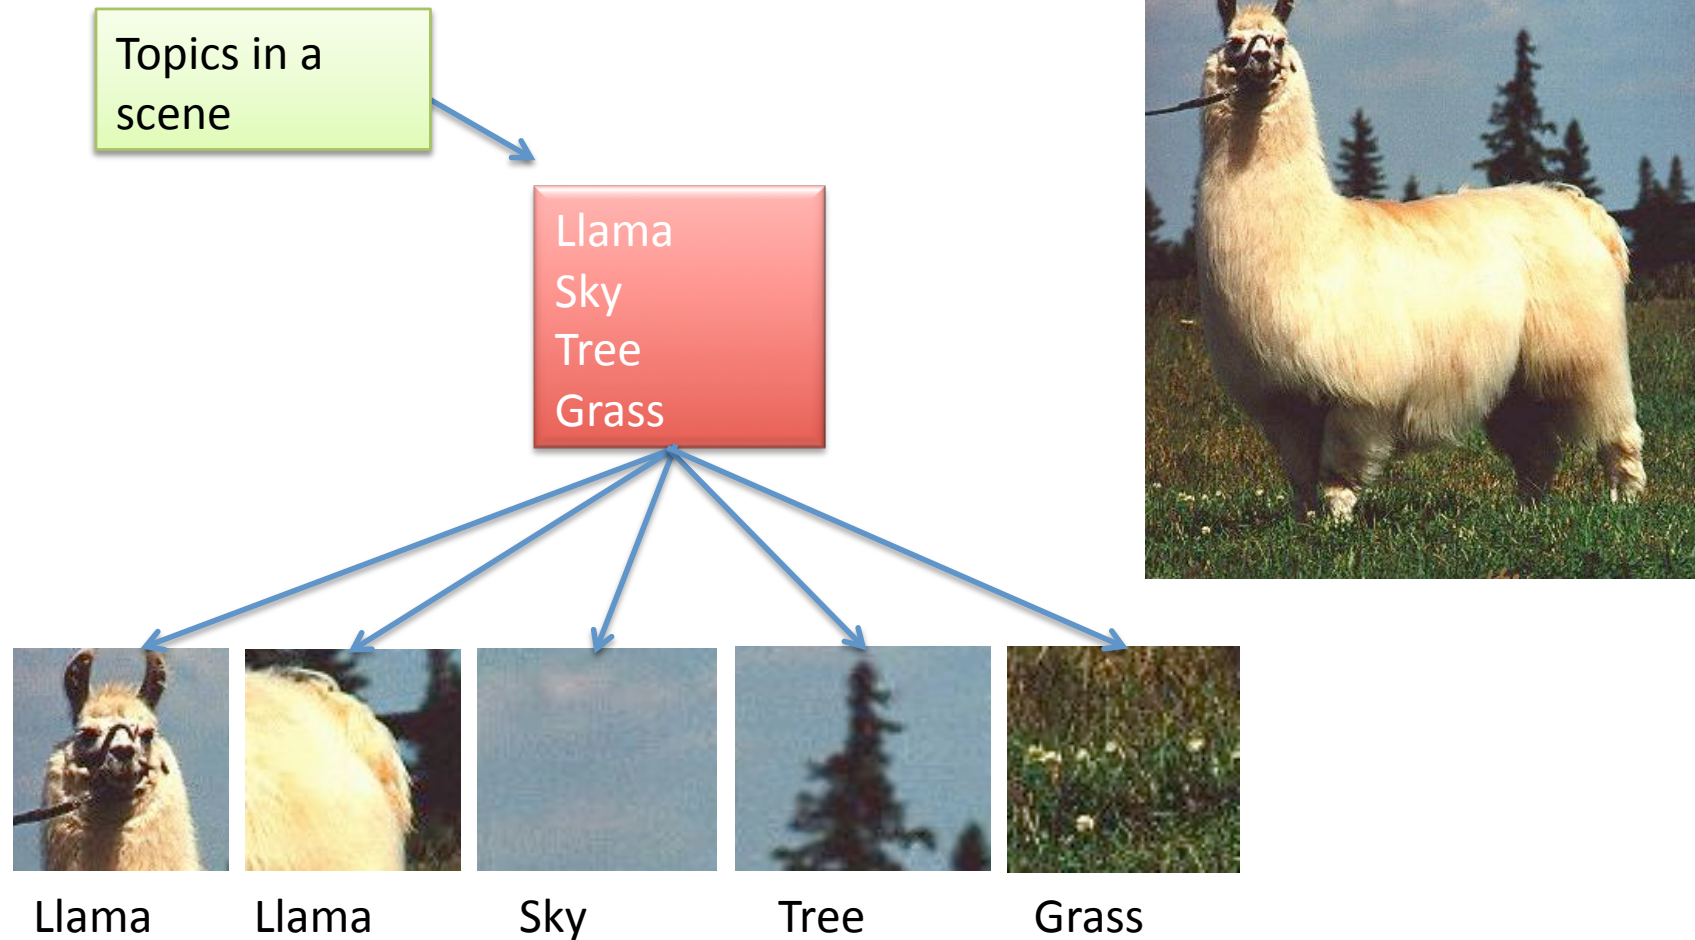 Topics in a
scene
Llama
Sky
Tree
Grass
Llama
Llama
Sky
Tree
Grass